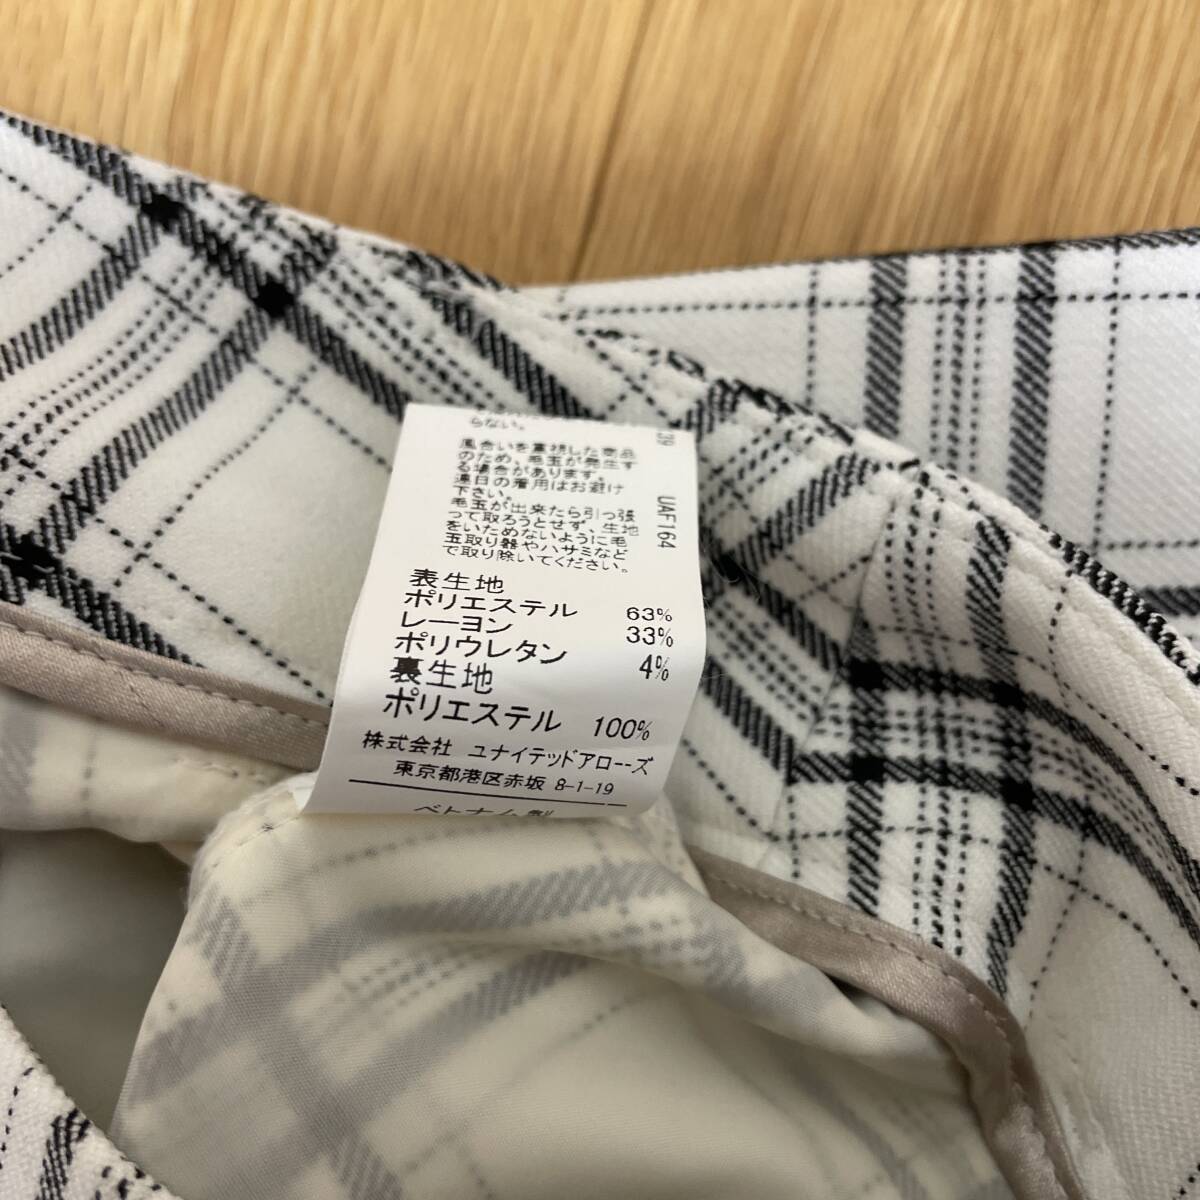 らない。
風合いを重視した商品
のため、毛玉が発生す
る場合があります。
連日の着用はお避け
下さい。
毛玉が出来たら引っ張
って取ろうとせず、生地
をいためないように毛
玉取り器やハサミなど
で取り除いてください。
表生地
ポリエステル 63%
レーヨン 33%
ポリウレタン 4%
裏生地
ポリエステル 100%
株式会社 ユナイテッドアローズ
東京都港区赤坂 8-1-19
ベトナム製
39 UAF164